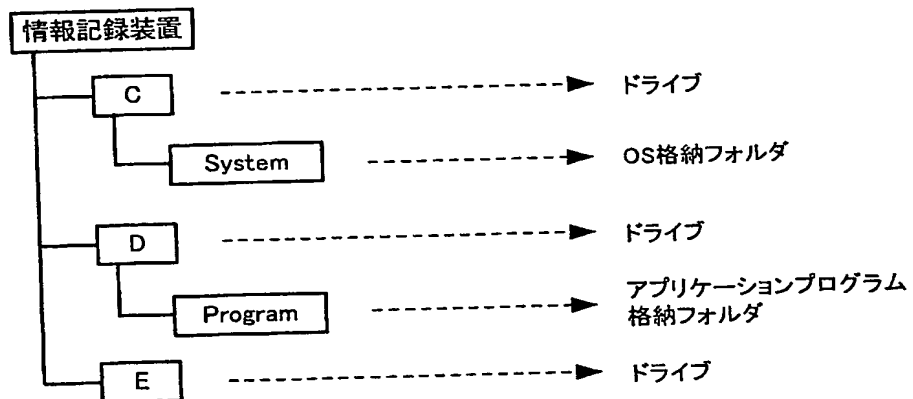 情報記録装置
C
ドライブ
System
OS格納フォルダ
D
ドライブ
Program
アプリケーションプログラム
格納フォルダ
E
ドライブ